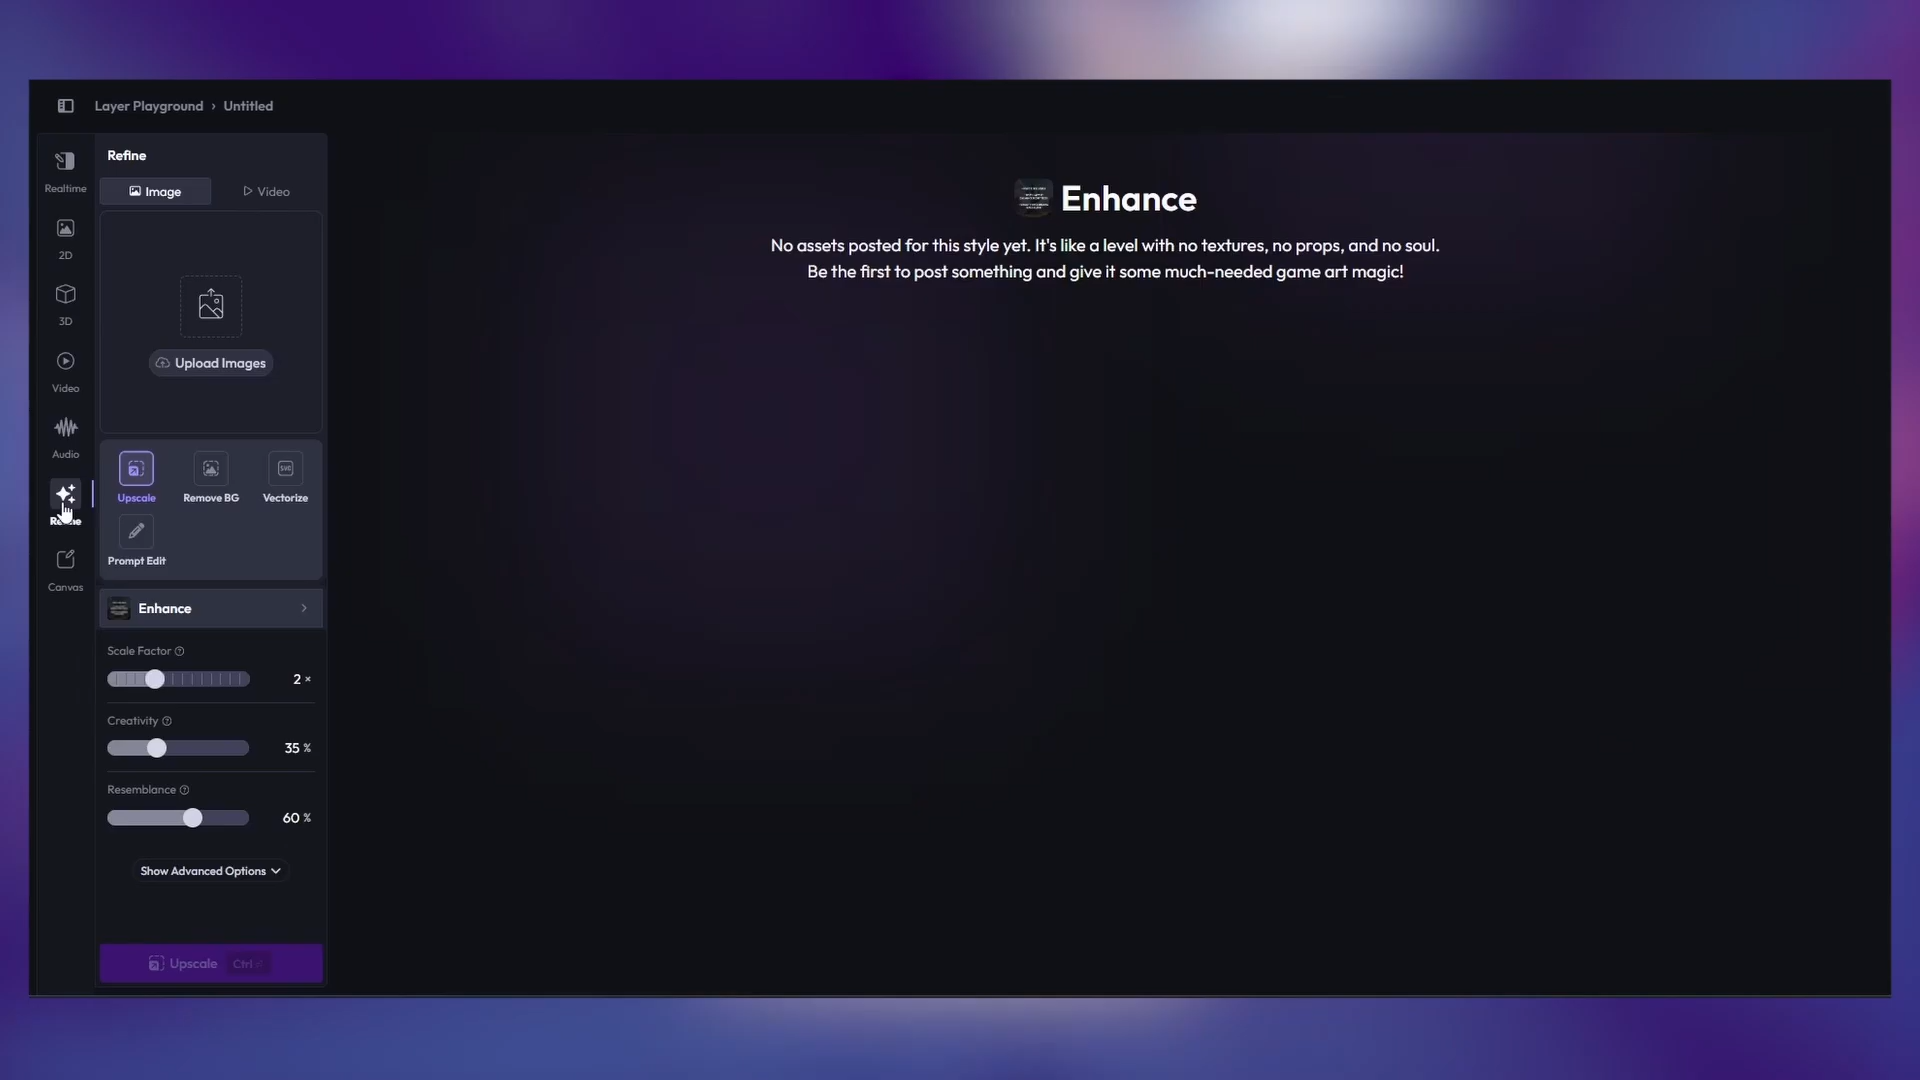 Layer Playground › Untitled
Realtime
2D
3D
Video
Audio
Refine
Canvas
Refine
Image
Video
Upload Images
Upscale
Remove BG
SVG
Vectorize
Prompt Edit
Enhance
Scale Factor
2 ×
Creativity
35 %
Resemblance
60 %
Show Advanced Options
Upscale Ctrl
Enhance
No assets posted for this style yet. It's like a level with no textures, no props, and no soul.
Be the first to post something and give it some much-needed game art magic!